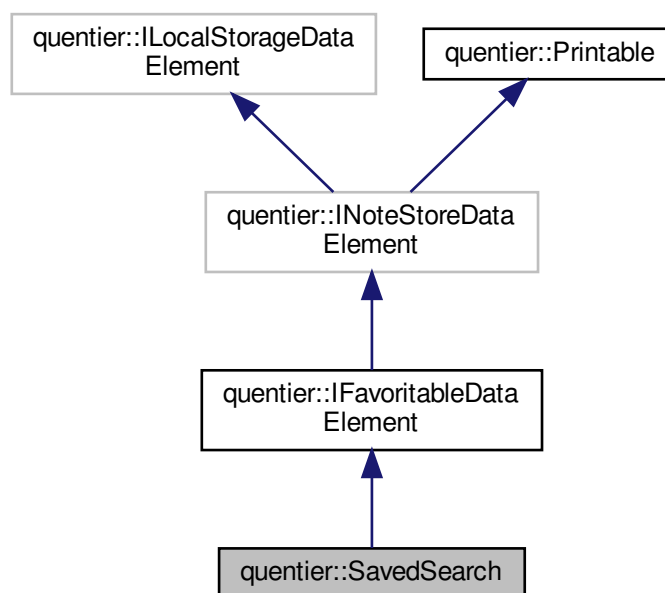 quentier::ILocalStorageData
Element
quentier::Printable
quentier::INoteStoreData
Element
quentier::IFavoritableData
Element
quentier::SavedSearch